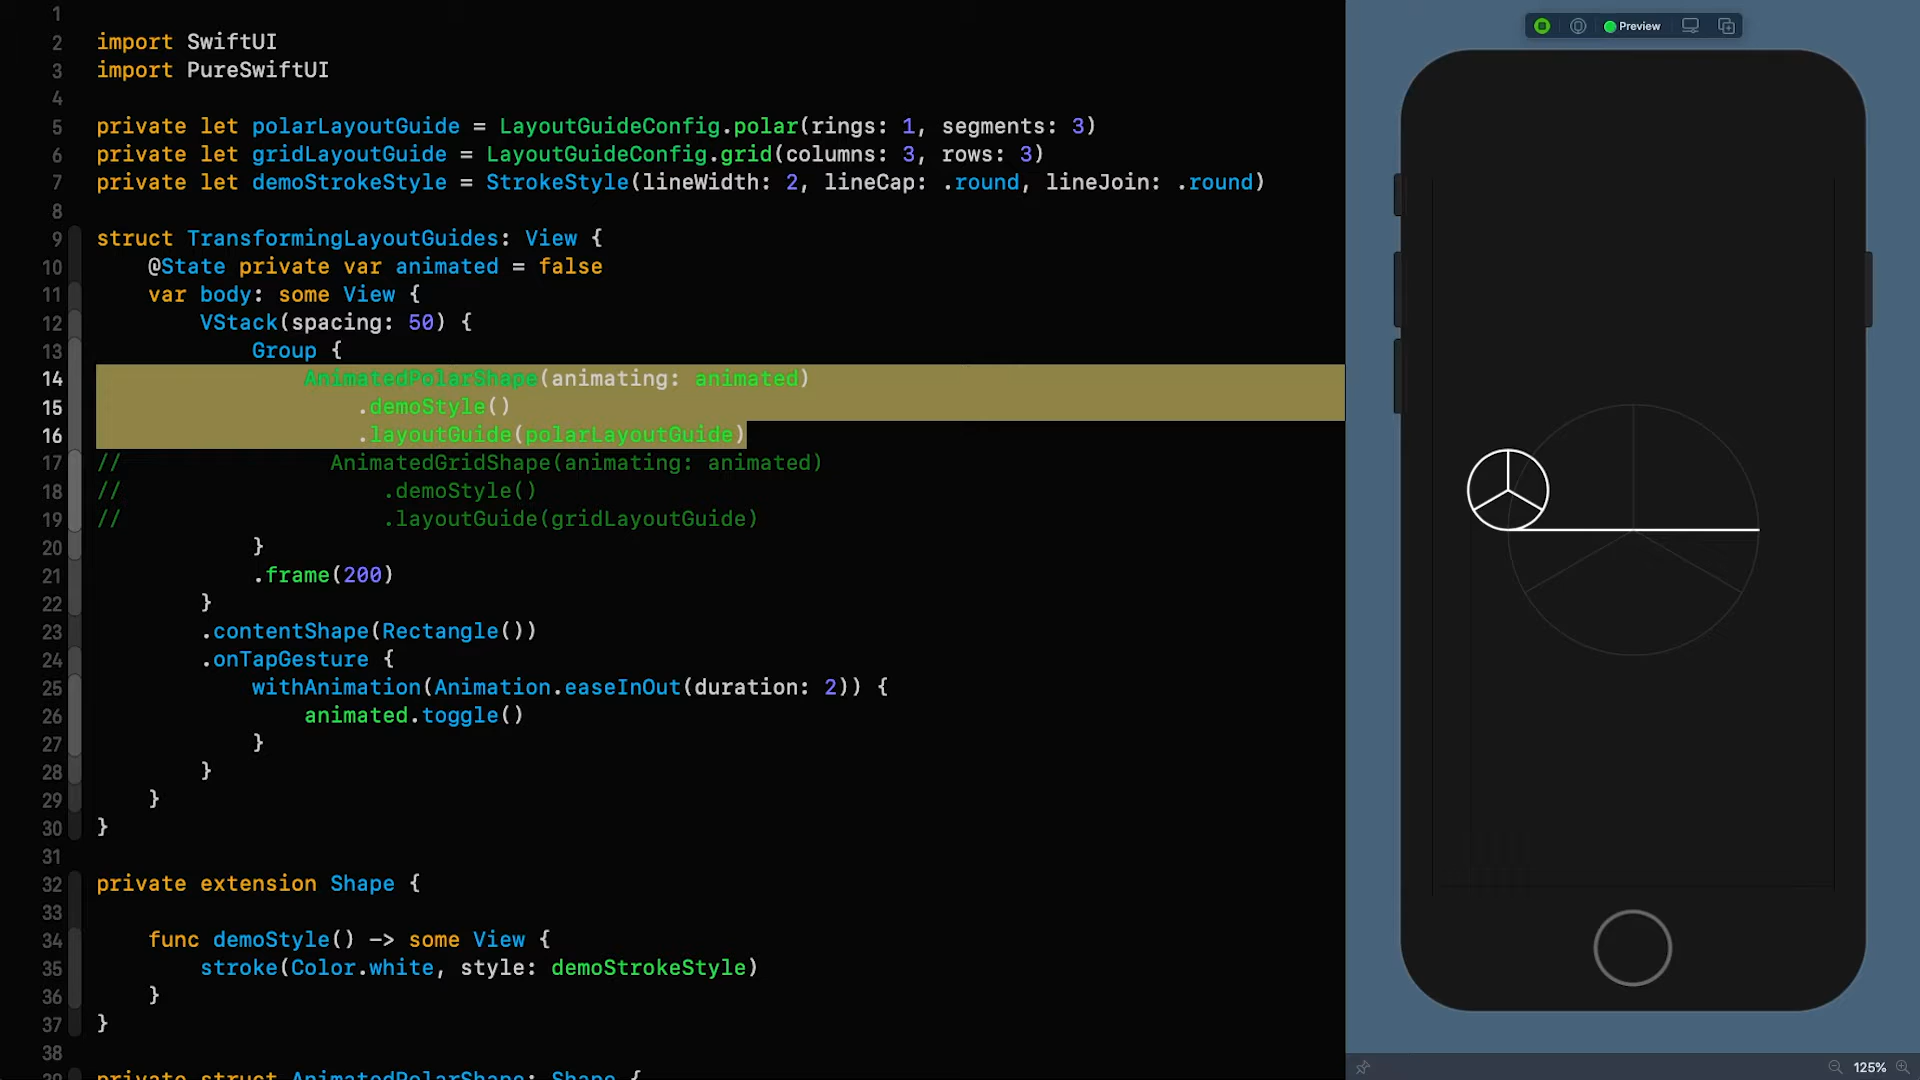 1
2 import SwiftUI
3 import PureSwiftUI
4
5 private let polarLayoutGuide = LayoutGuideConfig.polar(rings: 1, segments: 3)
6 private let gridLayoutGuide = LayoutGuideConfig.grid(columns: 3, rows: 3)
7 private let demoStrokeStyle = StrokeStyle(lineWidth: 2, lineCap: .round, lineJoin: .round)
8
9 struct TransformingLayoutGuides: View {
10 @State private var animated = false
11 var body: some View {
12 VStack(spacing: 50) {
13 Group {
14 AnimatedPolarShape(animating: animated)
15 .demoStyle()
16 .layoutGuide(polarLayoutGuide)
17 // AnimatedGridShape(animating: animated)
18 // .demoStyle()
19 // .layoutGuide(gridLayoutGuide)
20 }
21 .frame(200)
22 }
23 .contentShape(Rectangle())
24 .onTapGesture {
25 withAnimation(Animation.easeInOut(duration: 2)) {
26 animated.toggle()
27 }
28 }
29 }
30 }
31
32 private extension Shape {
33
34 func demoStyle() -> some View {
35 stroke(Color.white, style: demoStrokeStyle)
36 }
37 }
38
39 private struct AnimatedPolarShape: Shape {
Preview
125%